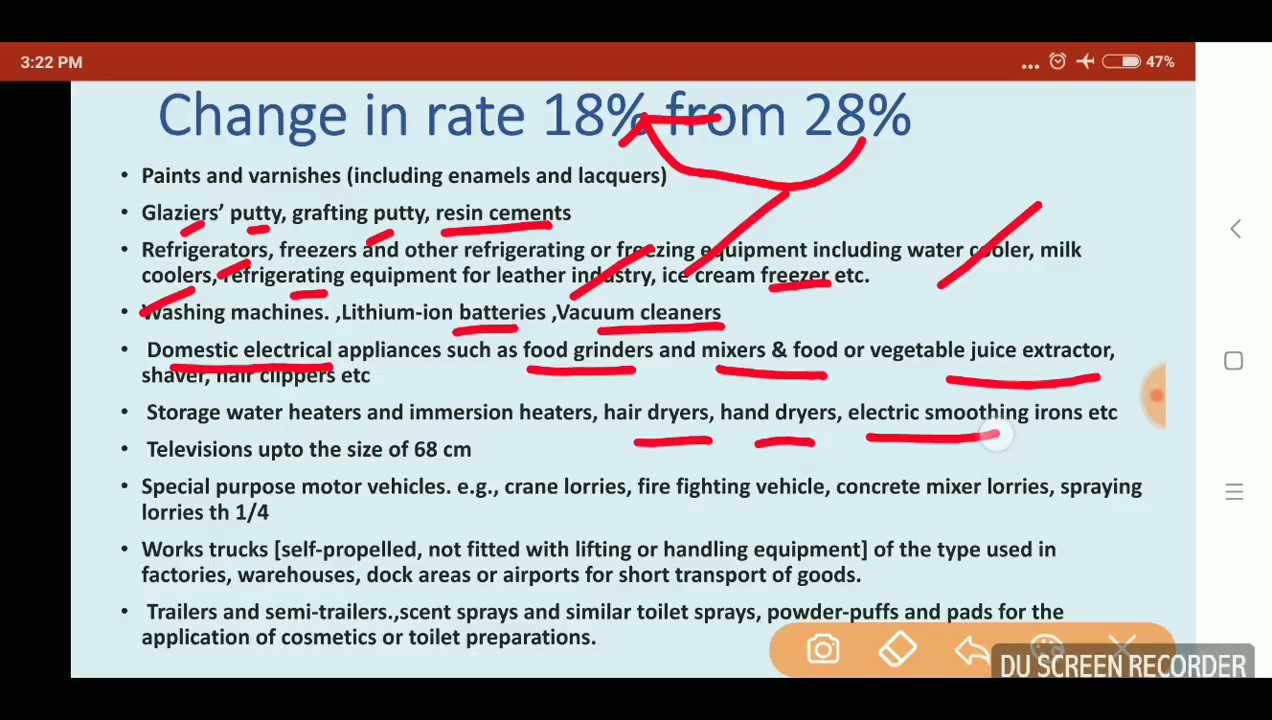 3:22 PM
47%
Change in rate 18% from 28%
• Paints and varnishes (including enamels and lacquers)
• Glaziers’ putty, grafting putty, resin cements
• Refrigerators, freezers and other refrigerating or freezing equipment including water cooler, milk
coolers, refrigerating equipment for leather industry, ice cream freezer etc.
• Washing machines. ,Lithium-ion batteries ,Vacuum cleaners
• Domestic electrical appliances such as food grinders and mixers & food or vegetable juice extractor,
shaver, hair clippers etc
• Storage water heaters and immersion heaters, hair dryers, hand dryers, electric smoothing irons etc
• Televisions upto the size of 68 cm
• Special purpose motor vehicles. e.g., crane lorries, fire fighting vehicle, concrete mixer lorries, spraying
lorries th 1/4
• Works trucks [self-propelled, not fitted with lifting or handling equipment] of the type used in
factories, warehouses, dock areas or airports for short transport of goods.
• Trailers and semi-trailers.,scent sprays and similar toilet sprays, powder-puffs and pads for the
application of cosmetics or toilet preparations.
DU SCREEN RECORDER